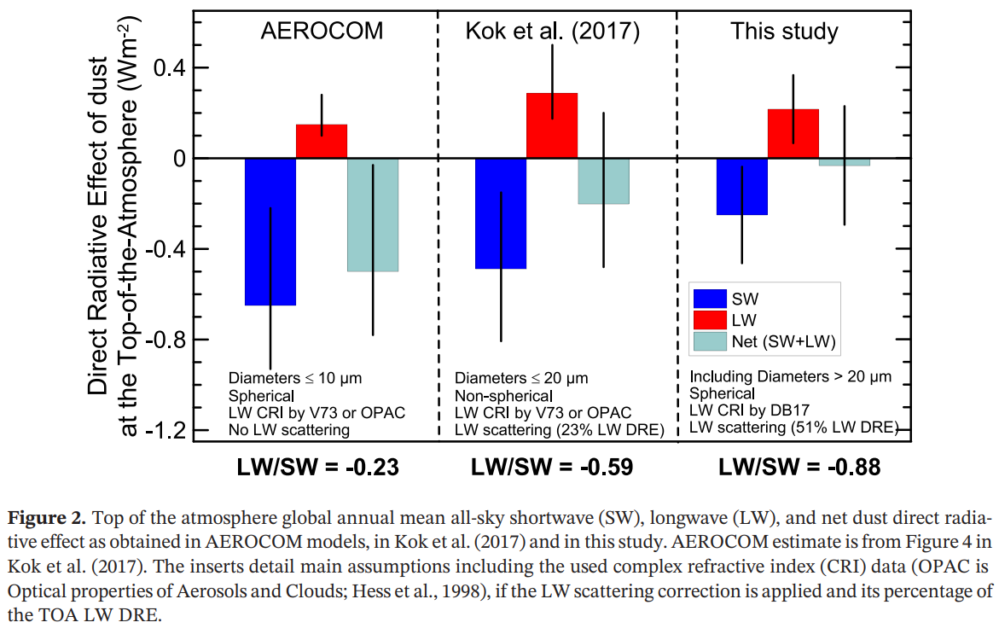 AEROCOM
Kok et al. (2017)
This study
Direct Radiative Effect of dust
at the Top-of-the-Atmosphere (Wm-2)
0.4
0
-0.4
-0.8
-1.2
SW
LW
Net (SW+LW)
Diameters ≤ 10 μm
Spherical
LW CRI by V73 or OPAC
No LW scattering
Diameters ≤ 20 μm
Non-spherical
LW CRI by V73 or OPAC
LW scattering (23% LW DRE)
Including Diameters > 20 μm
Spherical
LW CRI by DB17
LW scattering (51% LW DRE)
LW/SW = -0.23
LW/SW = -0.59
LW/SW = -0.88
Figure 2. Top of the atmosphere global annual mean all-sky shortwave (SW), longwave (LW), and net dust direct radia-
tive effect as obtained in AEROCOM models, in Kok et al. (2017) and in this study. AEROCOM estimate is from Figure 4 in
Kok et al. (2017). The inserts detail main assumptions including the used complex refractive index (CRI) data (OPAC is
Optical properties of Aerosols and Clouds; Hess et al., 1998), if the LW scattering correction is applied and its percentage of
the TOA LW DRE.